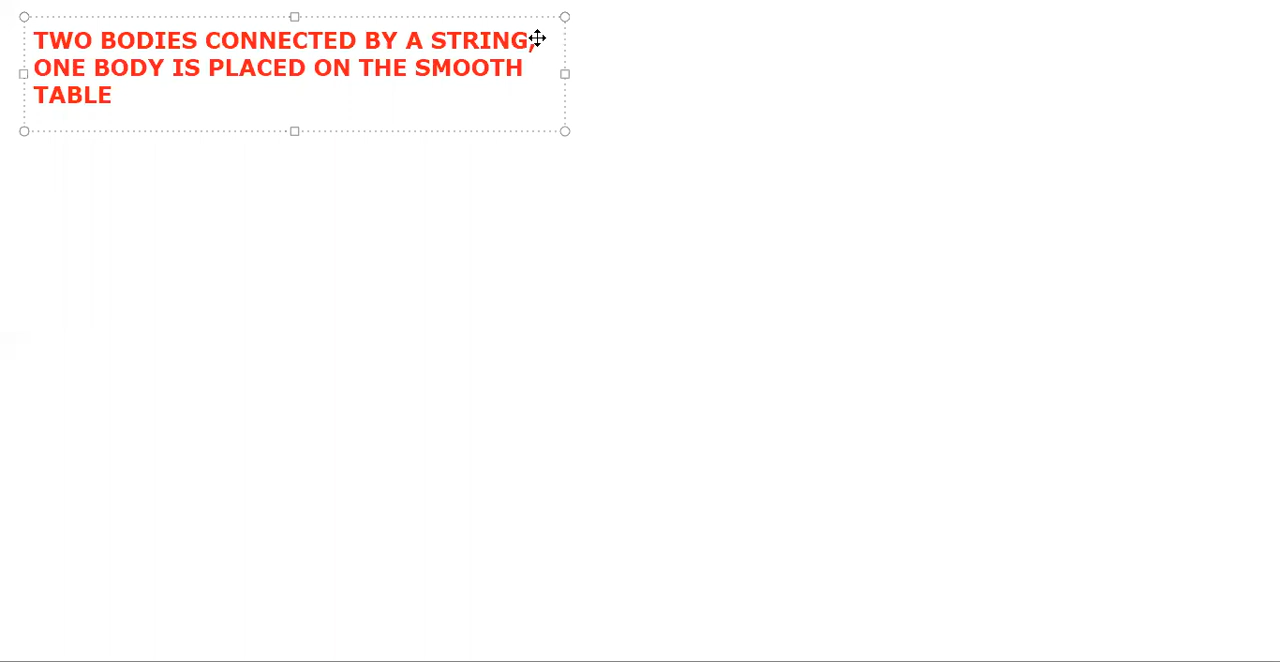 TWO BODIES CONNECTED BY A STRING,
ONE BODY IS PLACED ON THE SMOOTH
TABLE